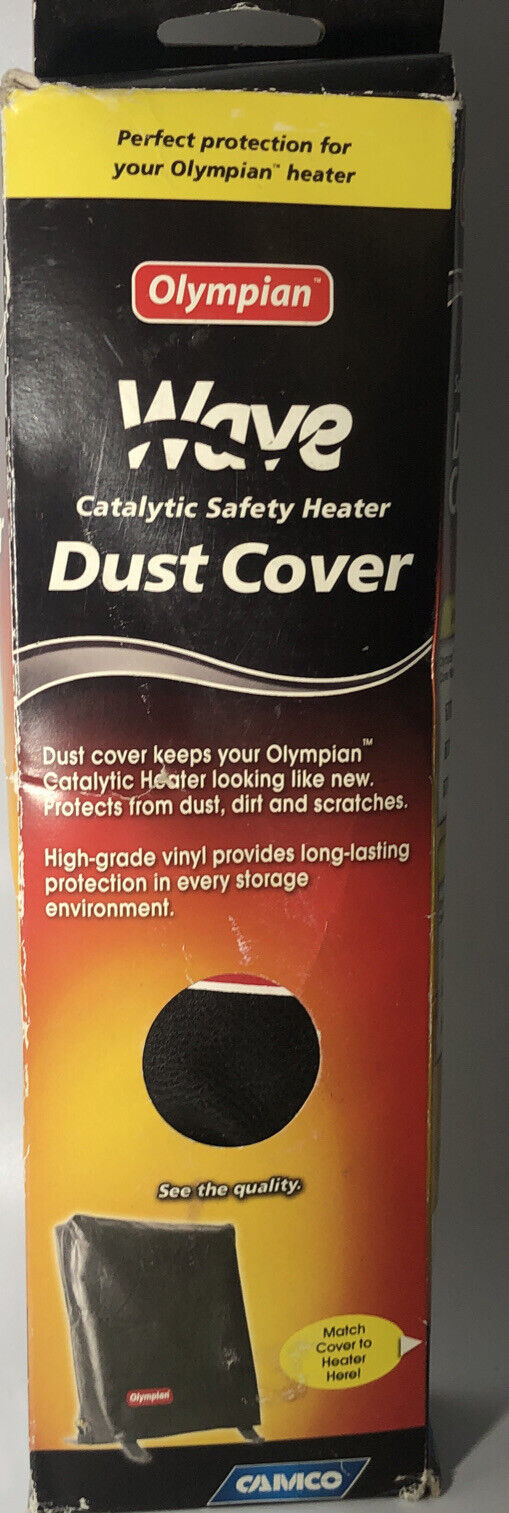 Perfect protection for
your Olympian™ heater
Olympian™
Wave
Catalytic Safety Heater
Dust Cover
Dust cover keeps your Olympian™
Catalytic Heater looking like new.
Protects from dust, dirt and scratches.
High-grade vinyl provides long-lasting
protection in every storage
environment.
See the quality.
Olympian
Match
Cover to
Heater
Here!
CAMCO